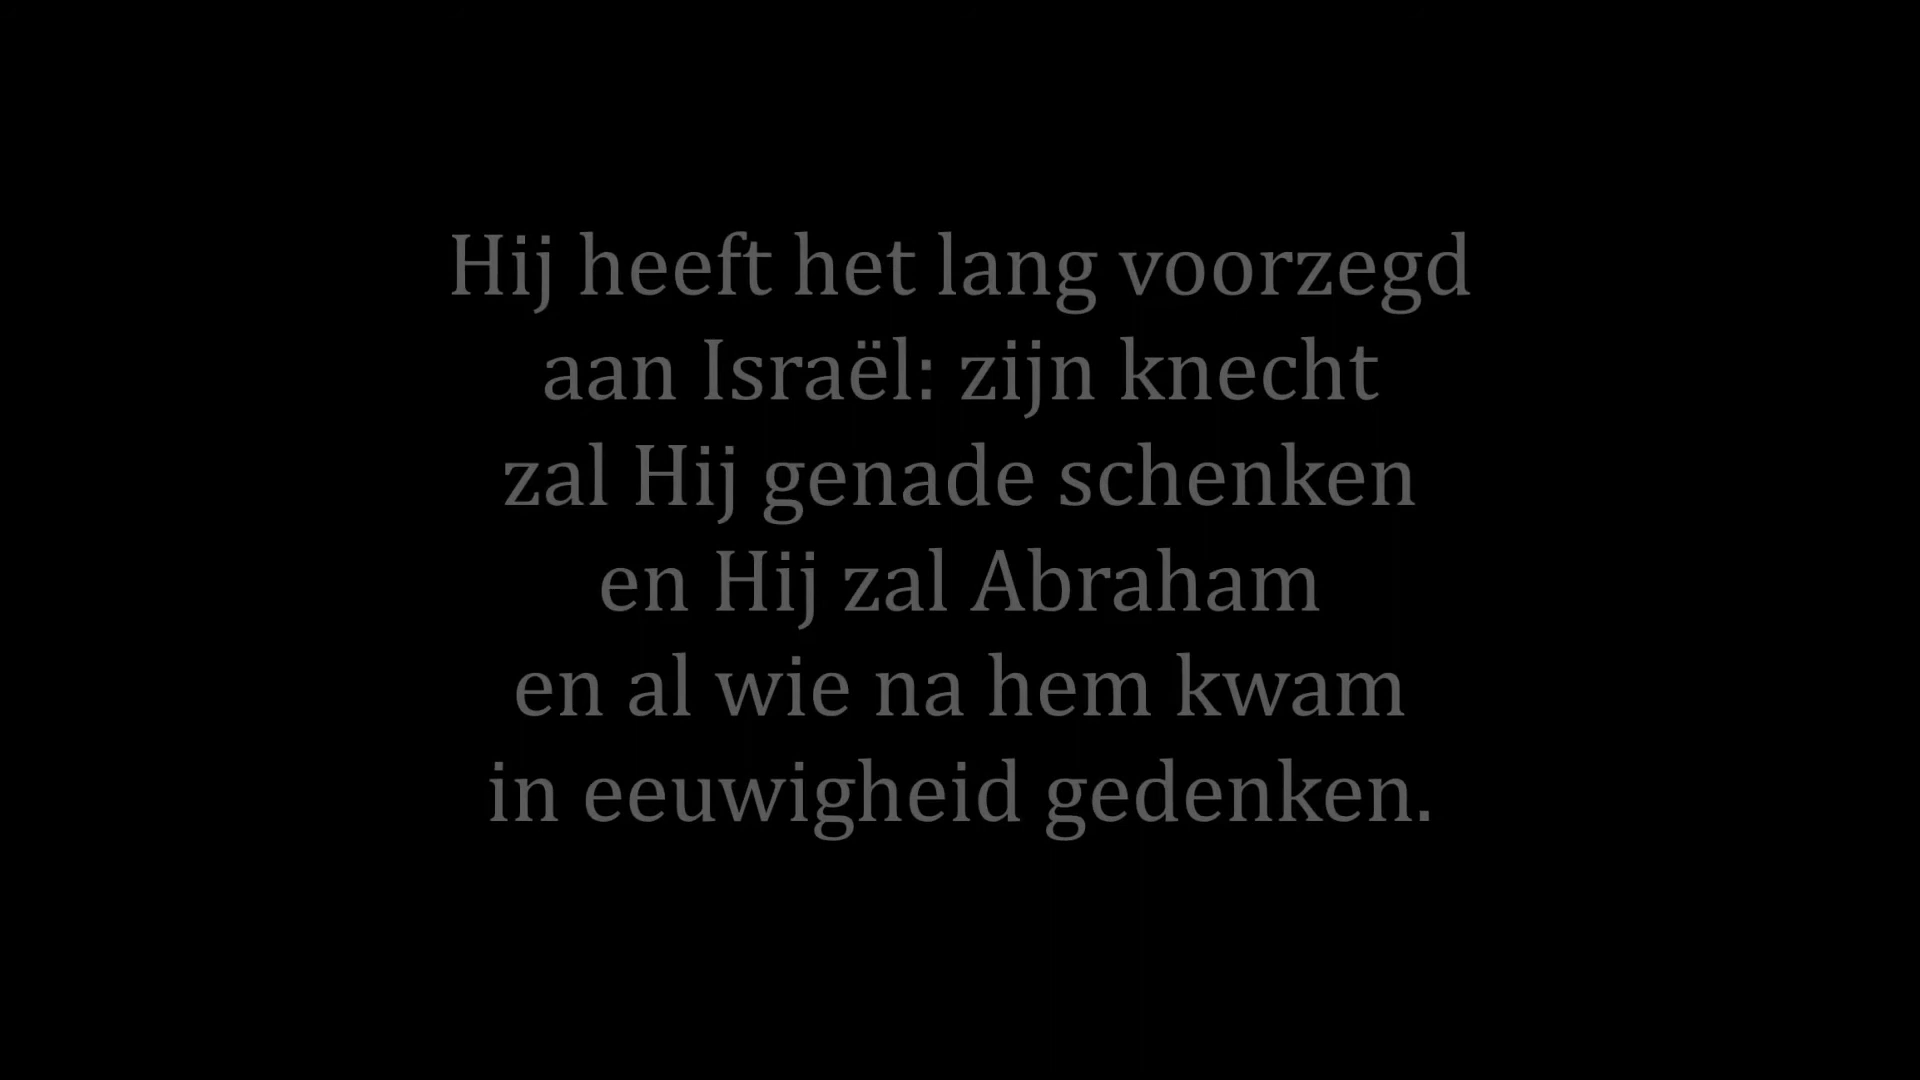 Hij heeft het lang voorzegd
aan Israël: zijn knecht
zal Hij genade schenken
en Hij zal Abraham
en al wie na hem kwam
in eeuwigheid gedenken.